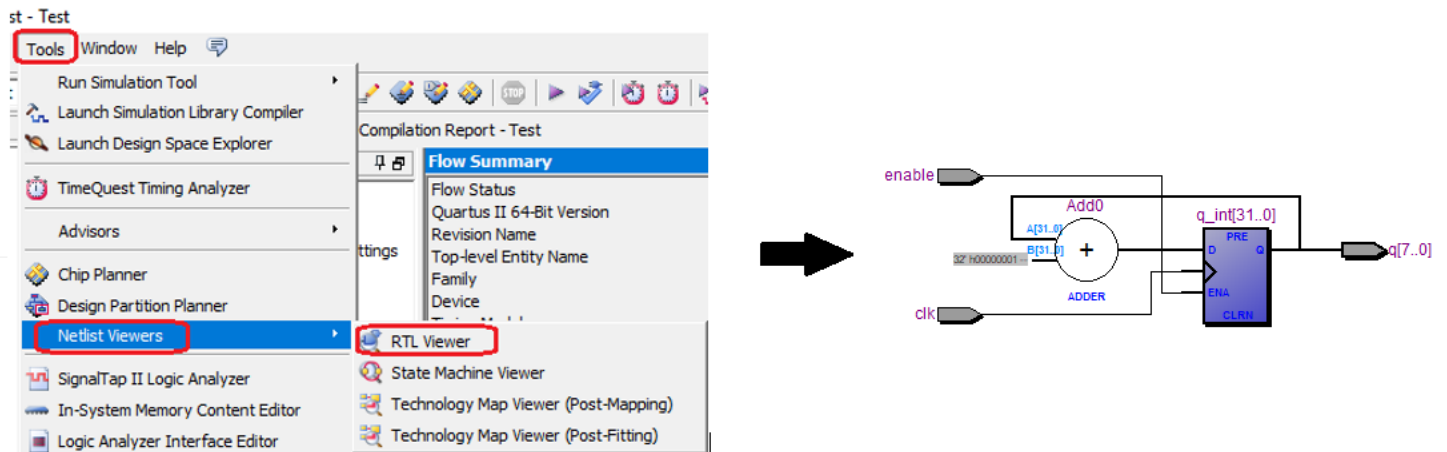 st - Test
Tools Window Help
Run Simulation Tool
Launch Simulation Library Compiler
Launch Design Space Explorer
TimeQuest Timing Analyzer
Advisors
Chip Planner
Design Partition Planner
Netlist Viewers
SignalTap II Logic Analyzer
In-System Memory Content Editor
Logic Analyzer Interface Editor
STOP
Compilation Report - Test
Flow Summary
Flow Status
Quartus II 64-Bit Version
Revision Name
ttings
Top-level Entity Name
Family
Device
RTL Viewer
State Machine Viewer
Technology Map Viewer (Post-Mapping)
Technology Map Viewer (Post-Fitting)
enable
Add0
A[31..0]
B[31..0]
32' h00000001 --
+
ADDER
q_int[31..0]
PRE
D Q
ENA
CLRN
q[7..0]
clk